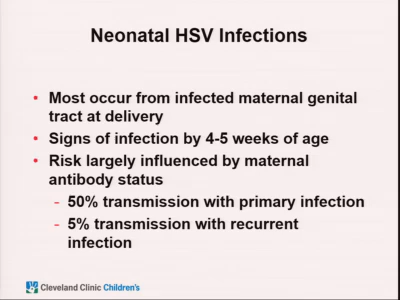 Neonatal HSV Infections
• Most occur from infected maternal genital
tract at delivery
• Signs of infection by 4-5 weeks of age
• Risk largely influenced by maternal
antibody status
- 50% transmission with primary infection
- 5% transmission with recurrent
infection
Cleveland Clinic Children's